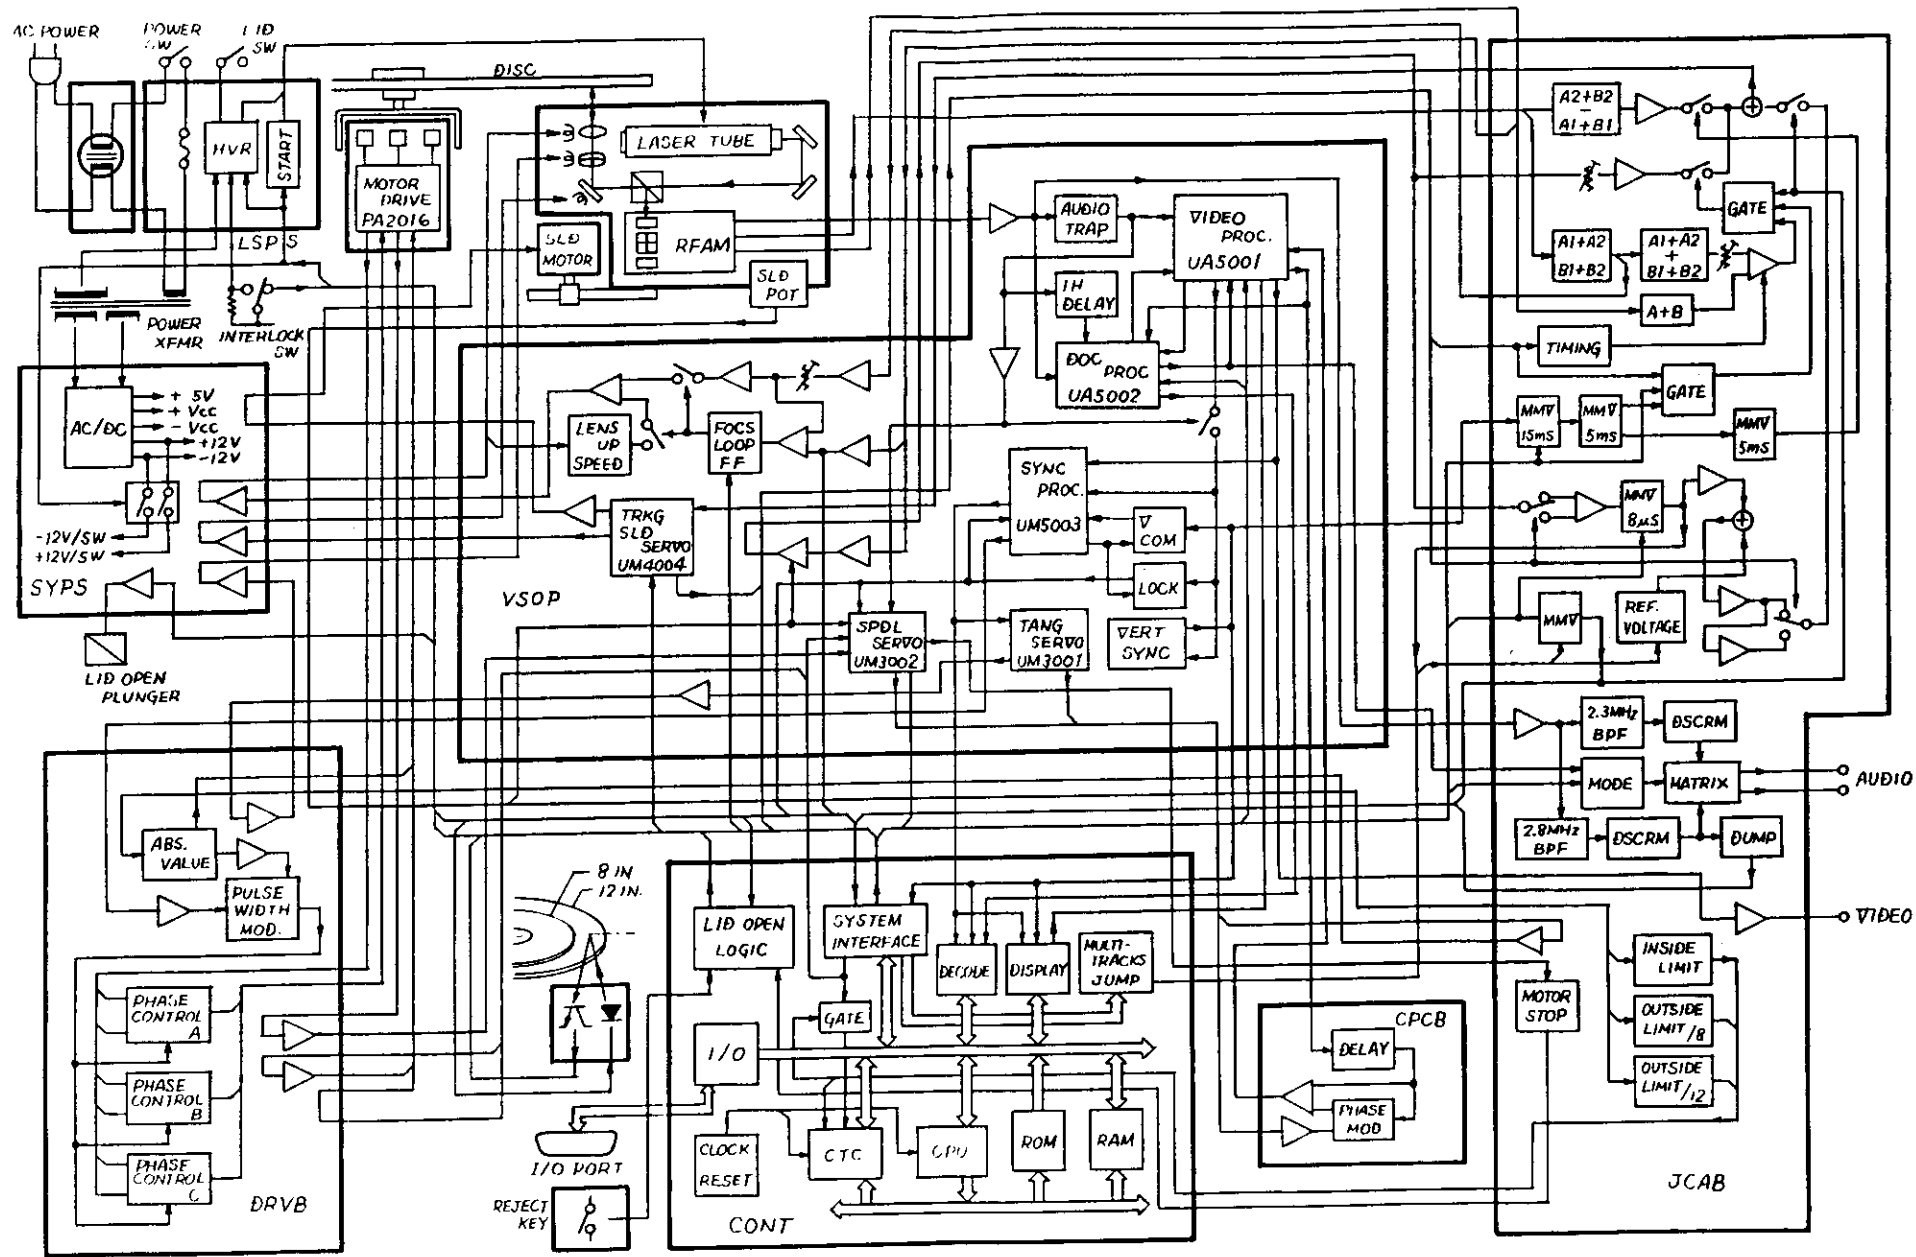 AC POWER
POWER
SW
LID
SW
HVR
START
LSPS
DISC
MOTOR
DRIVE
PA2016
LASER TUBE
RFAM
SLD
MOTOR
SLD
POT
POWER
XFMR
INTERLOCK
SW
AC/DC
+ 5V
+ Vcc
- Vcc
+12V
-12V
-12V/SW
+12V/SW
SYPS
LID OPEN
PLUNGER
AUDIO
TRAP
VIDEO
PROC.
UA5001
1H
DELAY
DOC
PROC
UA5002
LENS
UP
SPEED
FOCS
LOOP
FF
SYNC
PROC.
UM5003
V
COM
LOCK
TRKG
SLD
SERVO
UM4004
VSOP
SPDL
SERVO
UM3002
TANG
SERVO
UM3001
VERT
SYNC
A2+B2
-
A1+B1
GATE
A1+A2
B1+B2
A1+A2
+
B1+B2
A+B
TIMING
GATE
MMV
15mS
MMV
5mS
MMV
5mS
MMV
8µS
MMV
REF.
VOLTAGE
2.3MHz
BPF
DSCRM
MODE
MATRIX
AUDIO
2.8MHz
BPF
DSCRM
DUMP
VIDEO
INSIDE
LIMIT
MOTOR
STOP
OUTSIDE
LIMIT/8
OUTSIDE
LIMIT/12
JCAB
ABS.
VALUE
PULSE
WIDTH
MOD.
PHASE
CONTROL
A
PHASE
CONTROL
B
PHASE
CONTROL
C
DRVB
8 IN
12 IN.
LID OPEN
LOGIC
SYSTEM
INTERFACE
DECODE
DISPLAY
MULTI-
TRACKS
JUMP
GATE
I/O
I/O PORT
CLOCK
RESET
CTC
CPU
ROM
RAM
REJECT
KEY
CONT
CPCB
DELAY
PHASE
MOD